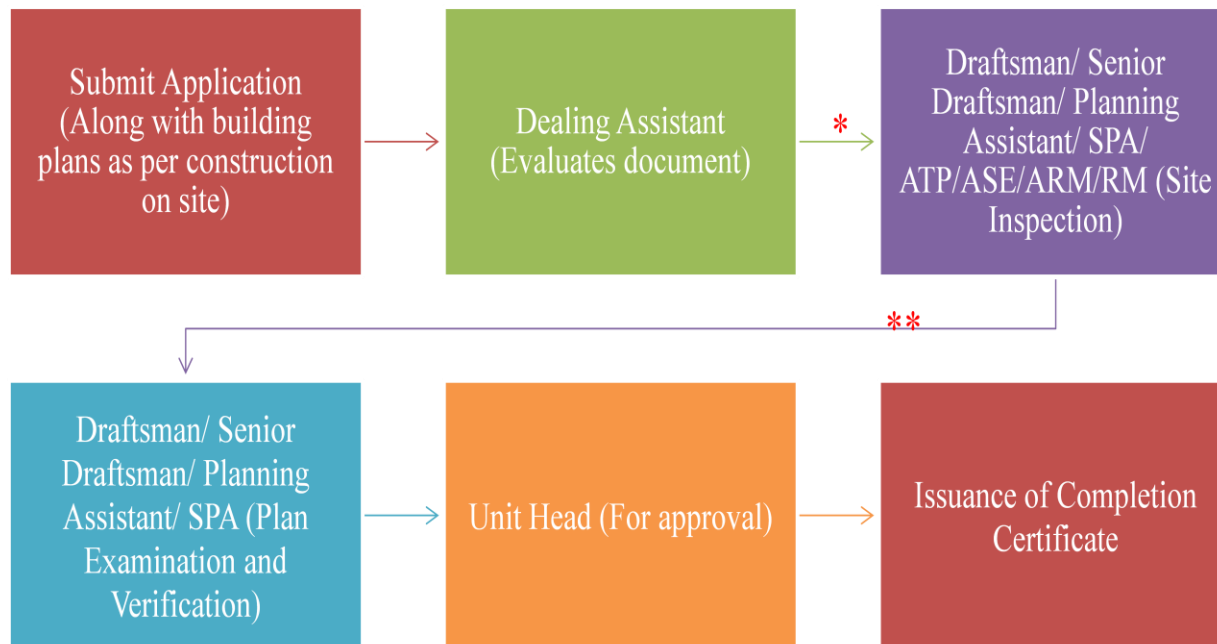 Submit Application
(Along with building
plans as per construction
on site)
Dealing Assistant
(Evaluates document)
*
Draftsman/ Senior
Draftsman/ Planning
Assistant/ SPA/
ATP/ASE/ARM/RM (Site
Inspection)
**
Draftsman/ Senior
Draftsman/ Planning
Assistant/ SPA (Plan
Examination and
Verification)
Unit Head (For approval)
Issuance of Completion
Certificate